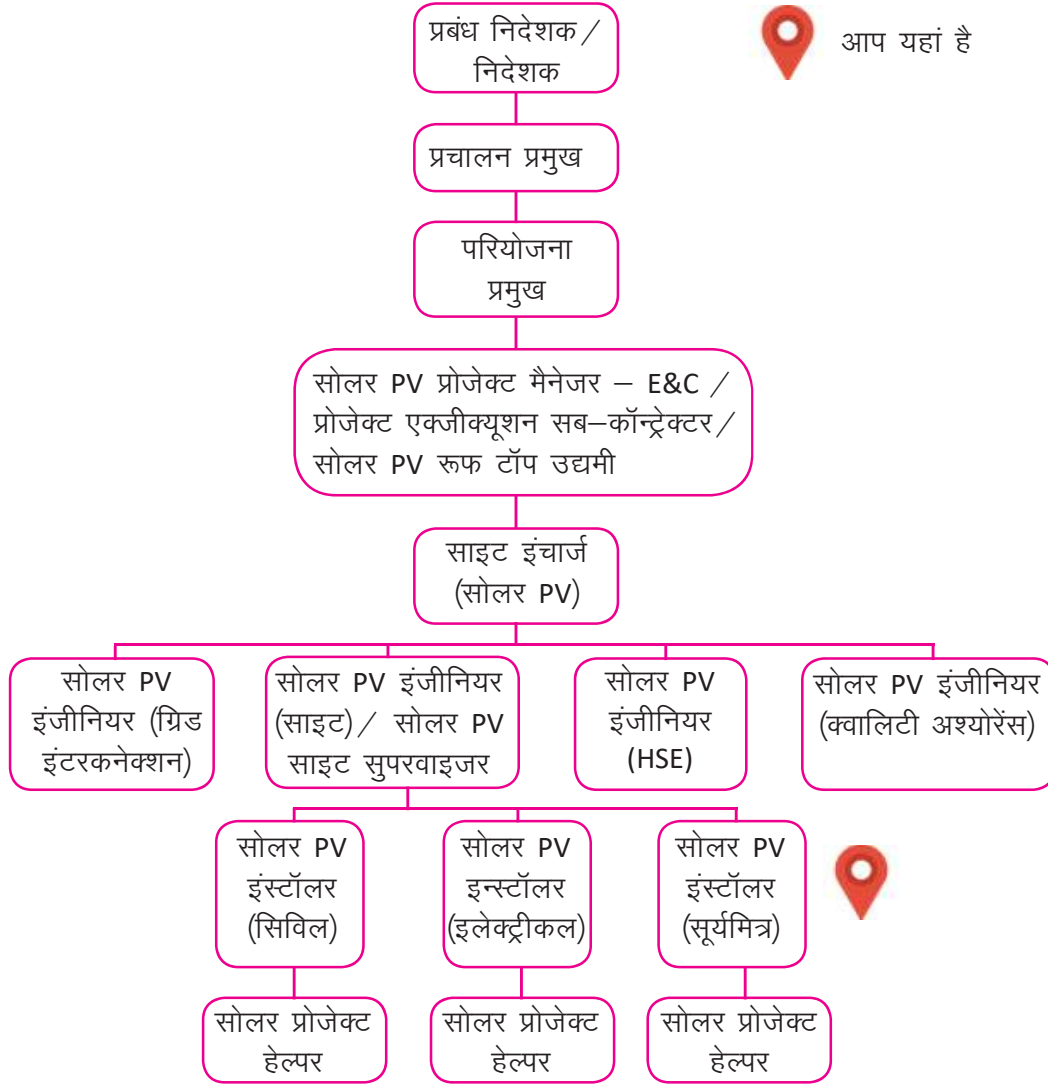 प्रबंध निदेशक/
निदेशक
आप यहां है
प्रचालन प्रमुख
परियोजना
प्रमुख
सोलर PV प्रोजेक्ट मैनेजर – E&C /
प्रोजेक्ट एक्जीक्यूशन सब–कॉन्ट्रेक्टर/
सोलर PV रूफ टॉप उद्यमी
साइट इंचार्ज
(सोलर PV)
सोलर PV
इंजीनियर (ग्रिड
इंटरकनेक्शन)
सोलर PV इंजीनियर
(साइट)/ सोलर PV
साइट सुपरवाइजर
सोलर PV
इंजीनियर
(HSE)
सोलर PV इंजीनियर
(क्वालिटी अश्योरेंस)
सोलर PV
इंस्टॉलर
(सिविल)
सोलर PV
इन्स्टॉलर
(इलेक्ट्रीकल)
सोलर PV
इंस्टॉलर
(सूर्यमित्र)
सोलर प्रोजेक्ट
हेल्पर
सोलर प्रोजेक्ट
हेल्पर
सोलर प्रोजेक्ट
हेल्पर